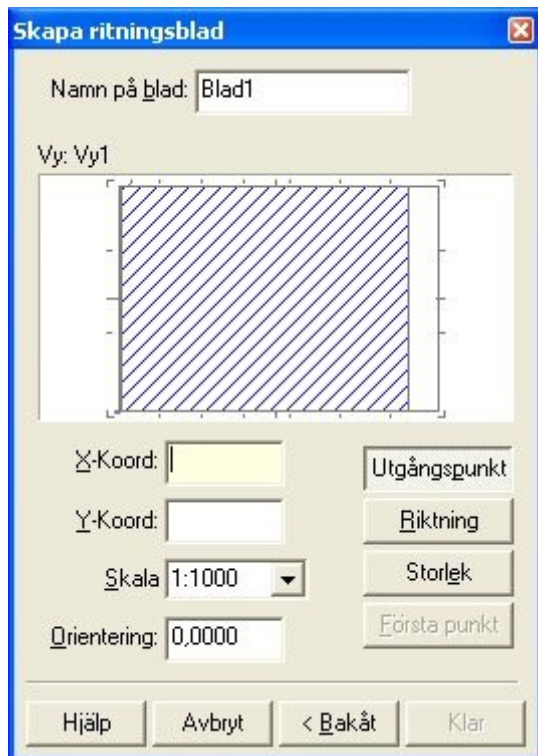 Skapa ritningsblad
Namn på blad: Blad1
Vy: Vy1
X-Koord:
Utgångspunkt
Y-Koord:
Riktning
Skala 1:1000
Storlek
Orientering: 0,0000
Första punkt
Hjälp Avbryt < Bakåt Klar